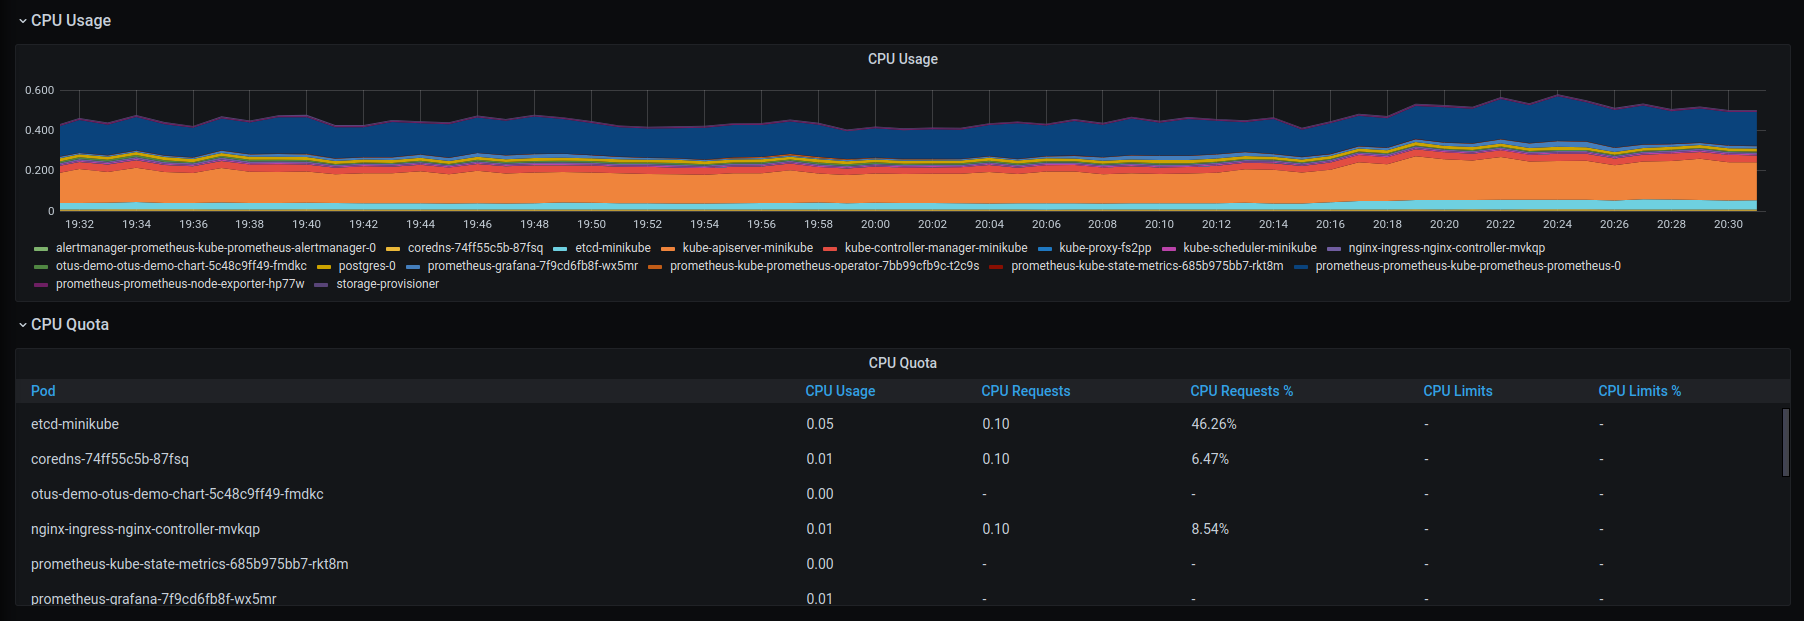 CPU Usage
CPU Usage
0.600
0.400
0.200
0
19:32 19:34 19:36 19:38 19:40 19:42 19:44 19:46 19:48 19:50 19:52 19:54 19:56 19:58 20:00 20:02 20:04 20:06 20:08 20:10 20:12 20:14 20:16 20:18 20:20 20:22 20:24 20:26 20:28 20:30
alertmanager-prometheus-kube-prometheus-alertmanager-0 coredns-74ff55c5b-87fsq etcd-minikube kube-apiserver-minikube kube-controller-manager-minikube kube-proxy-fs2pp kube-scheduler-minikube nginx-ingress-nginx-controller-mvkqp
otus-demo-otus-demo-chart-5c48c9ff49-fmdkc postgres-0 prometheus-grafana-7f9cd6fb8f-wx5mr prometheus-kube-prometheus-operator-7bb99cfb9c-t2c9s prometheus-kube-state-metrics-685b975bb7-rkt8m prometheus-prometheus-kube-prometheus-prometheus-0
prometheus-prometheus-node-exporter-hp77w storage-provisioner
CPU Quota
CPU Quota
Pod CPU Usage CPU Requests CPU Requests % CPU Limits CPU Limits %
etcd-minikube 0.05 0.10 46.26% - -
coredns-74ff55c5b-87fsq 0.01 0.10 6.47% - -
otus-demo-otus-demo-chart-5c48c9ff49-fmdkc 0.00 - - - -
nginx-ingress-nginx-controller-mvkqp 0.01 0.10 8.54% - -
prometheus-kube-state-metrics-685b975bb7-rkt8m 0.00 - - - -
prometheus-grafana-7f9cd6fb8f-wx5mr 0.01 - - - -